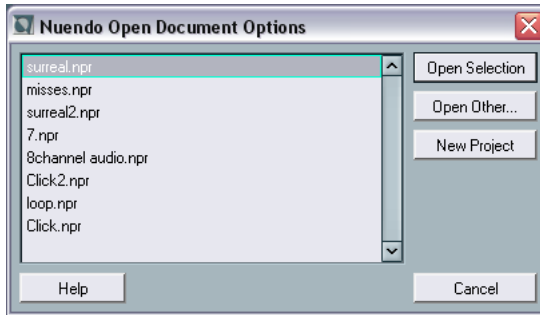 Nuendo Open Document Options
surreal.npr
misses.npr
surreal2.npr
7.npr
8channel audio.npr
Click2.npr
loop.npr
Click.npr
Open Selection
Open Other...
New Project
Help
Cancel